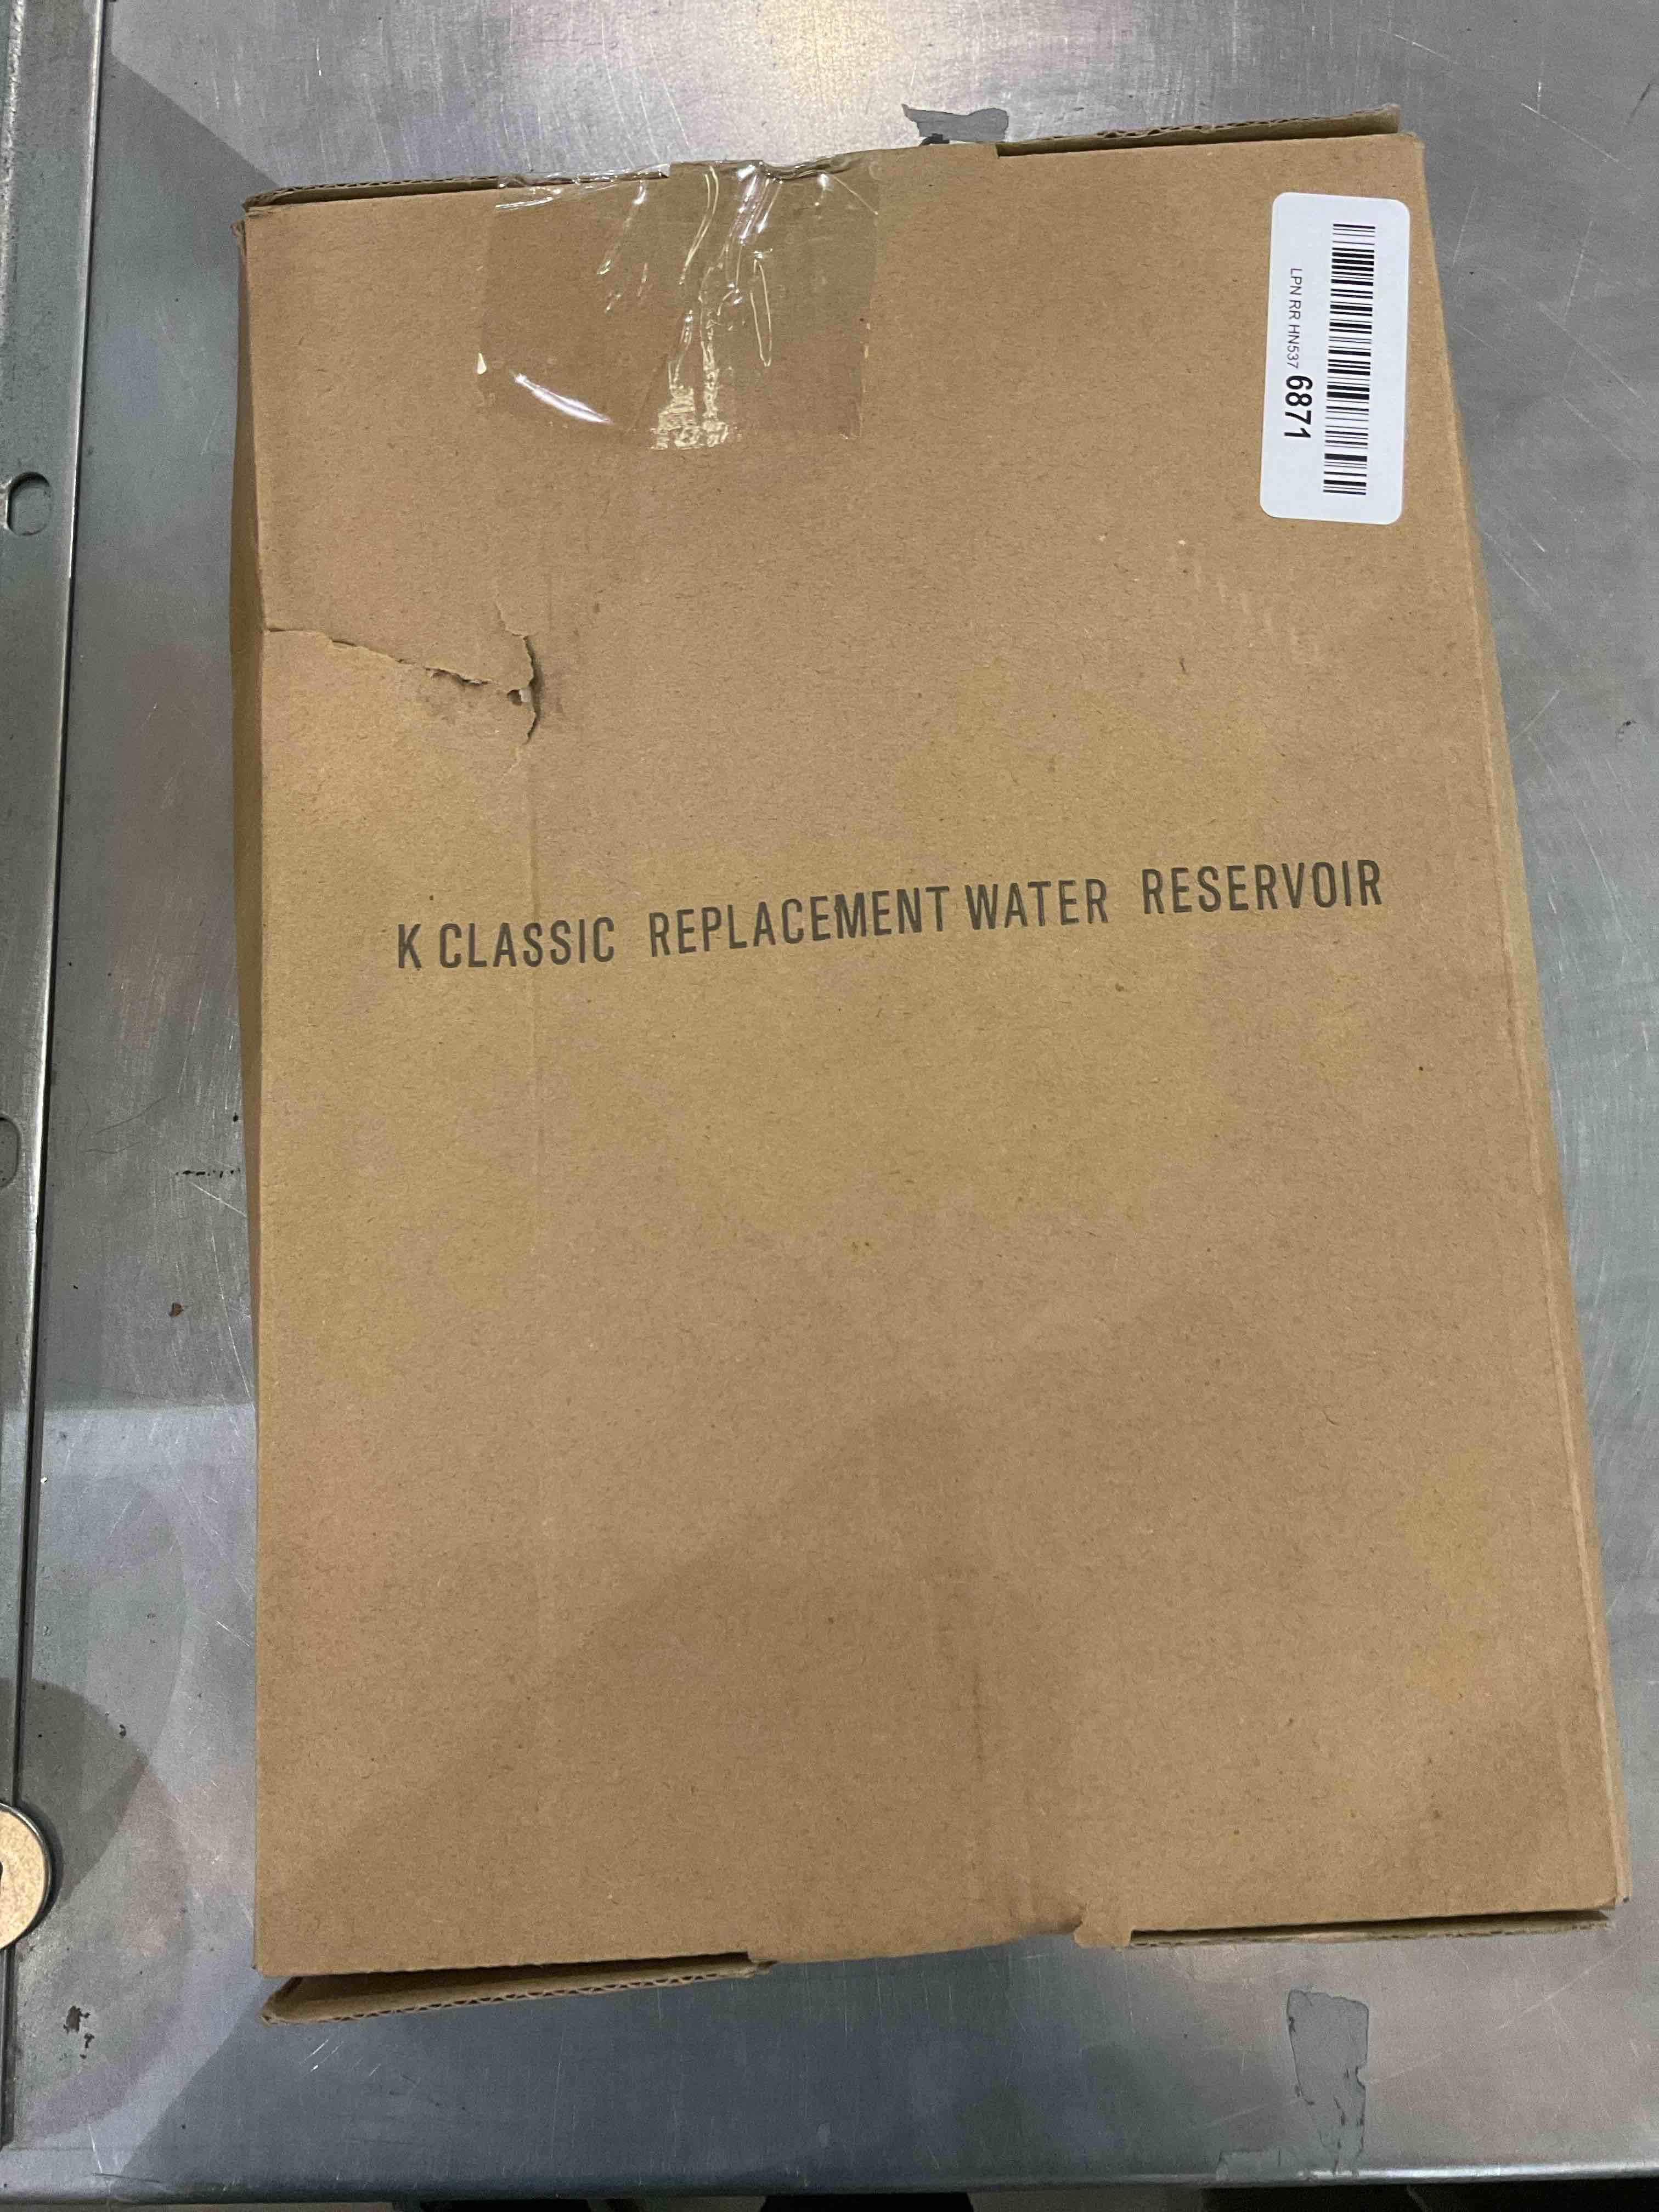 LPN RR HN537 6871
K CLASSIC REPLACEMENT WATER RESERVOIR